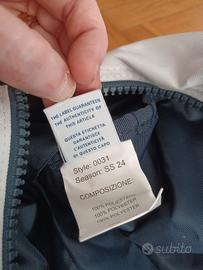 THE LABEL GUARANTEES
THE AUTHENTICITY OF
THIS ARTICLE
QUESTA ETICHETTA
GARANTISCE
L'AUTENTICITÀ
DI QUESTO CAPO
Style: 0031
Season: SS 24
COMPOSIZIONE:
100% POLYESTER
100% POLYESTER
100% POLYESTER
subito